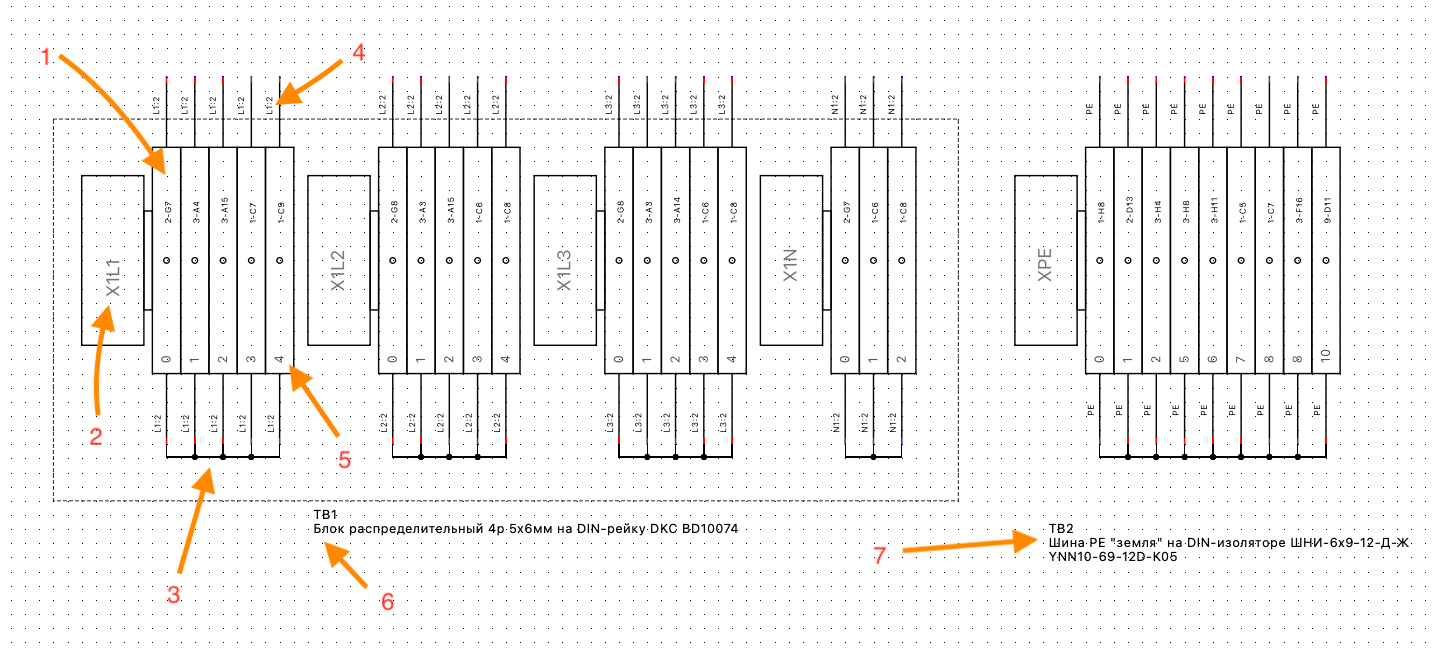 1
4
L1:2 L1:2 L1:2 L1:2 L2:2 L2:2 L2:2 L2:2 L2:2 L3:2 L3:2 L3:2 L3:2 N1:2 N1:2 N1:2 PE PE PE PE PE PE PE PE PE
2-G7 3-A4 3-A15 1-C7 1-C9 2-G8 3-A3 3-A15 1-C6 1-C8 2-G8 3-A3 3-A14 1-C6 1-C8 2-G7 1-C6 1-C8 1-H8 2-D13 3-H4 3-H8 3-H11 1-C5 1-C7 3-F16 9-D11
X1L1 X1L2 X1L3 X1N XPE
0 1 2 3 4 0 1 2 3 4 0 1 2 3 4 0 1 2 0 1 2 5 6 7 8 8 10
L1:2 L1:2 L1:2 L1:2 L2:2 L2:2 L2:2 L2:2 L3:2 L3:2 L3:2 L3:2 L3:2 N1:2 N1:2 N1:2 PE PE PE PE PE PE PE PE
2
5
TB1
Блок распределительный 4р 5х6мм на DIN-рейку DKC BD10074
TB2
Шина PE "земля" на DIN-изоляторе ШНИ-6х9-12-Д-Ж
YNN10-69-12D-K05
7
3
6